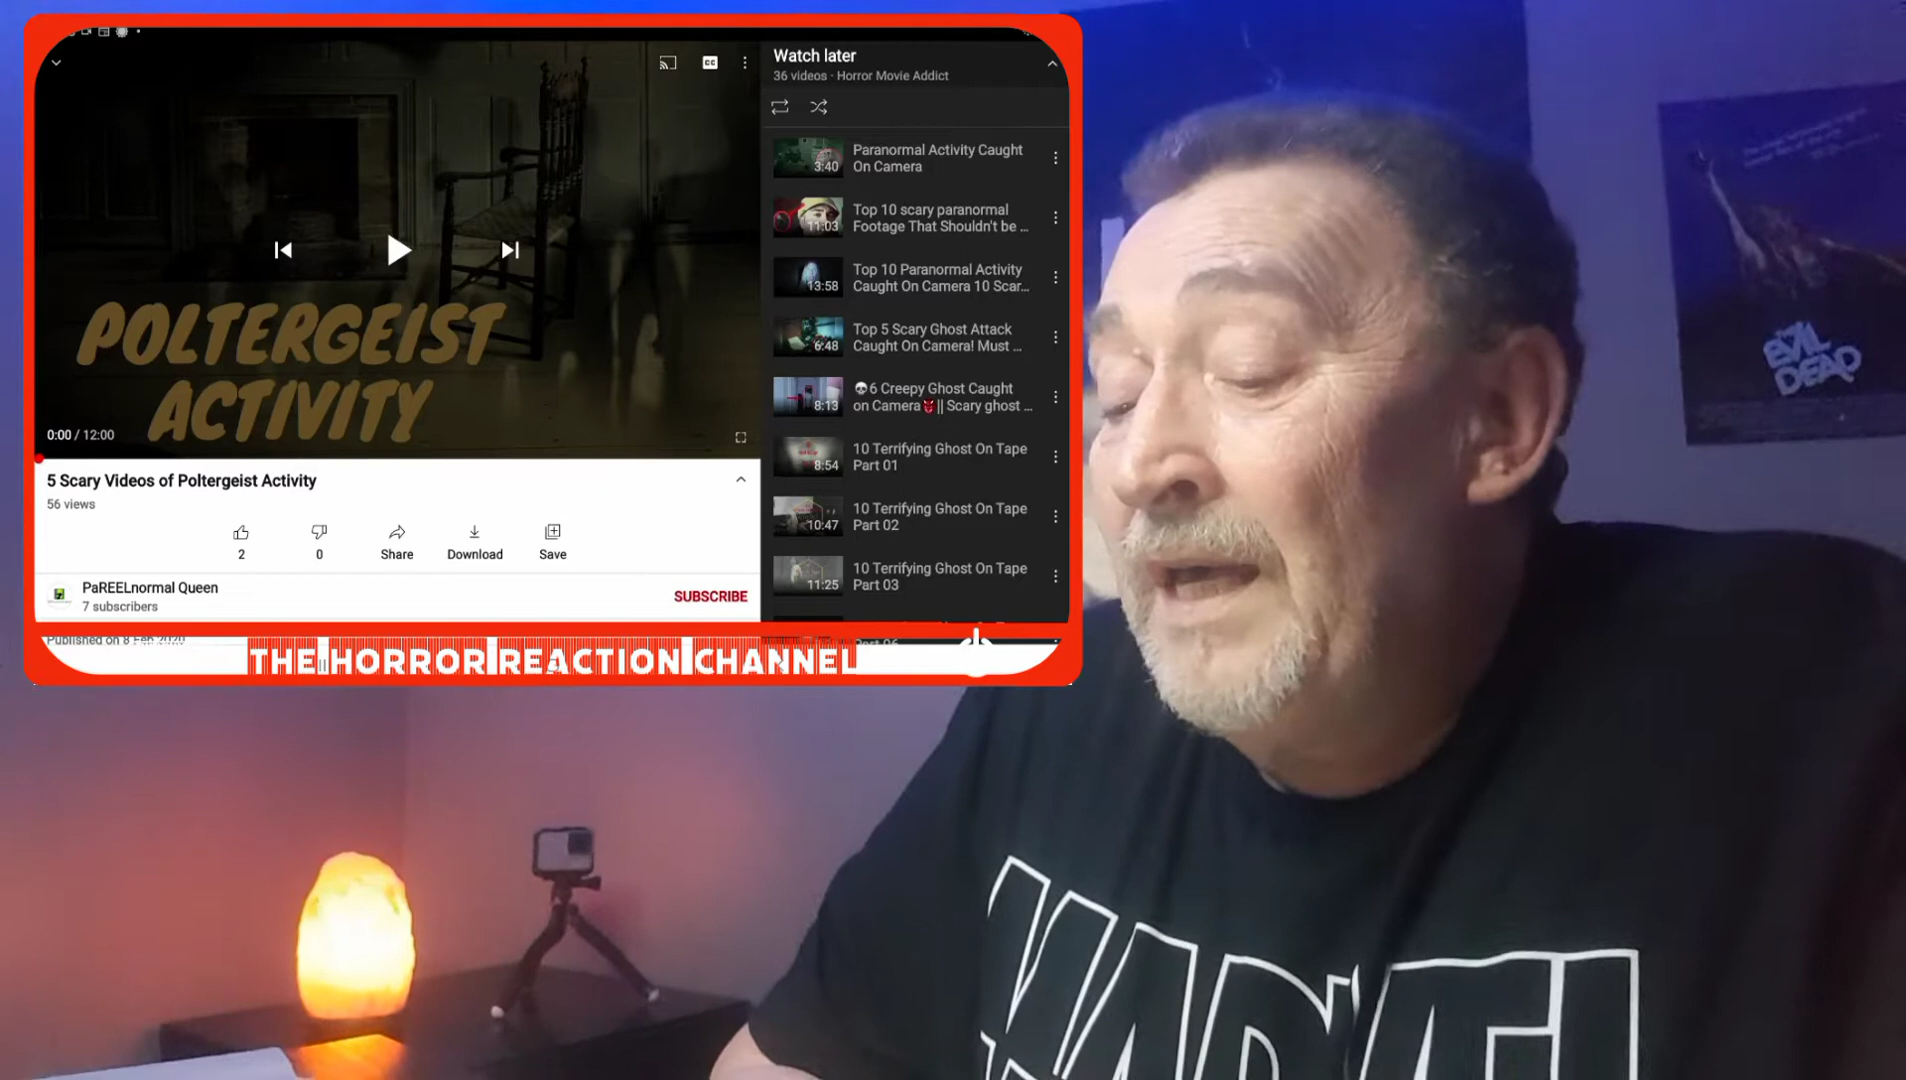 POLTERGEIST
ACTIVITY
0:00 / 12:00
5 Scary Videos of Poltergeist Activity
56 views
2
0
Share
Download
Save
PaREELnormal Queen
7 subscribers
SUBSCRIBE
Published on 8 Feb 2020
Watch later
36 videos · Horror Movie Addict
3:40
Paranormal Activity Caught
On Camera
11:03
Top 10 scary paranormal
Footage That Shouldn't be ...
13:58
Top 10 Paranormal Activity
Caught On Camera 10 Scar...
6:48
Top 5 Scary Ghost Attack
Caught On Camera! Must ...
8:13
💀6 Creepy Ghost Caught
on Camera👹|| Scary ghost ...
8:54
10 Terrifying Ghost On Tape
Part 01
10:47
10 Terrifying Ghost On Tape
Part 02
11:25
10 Terrifying Ghost On Tape
Part 03
THE HORROR REACTION CHANNEL
EVIL
DEAD